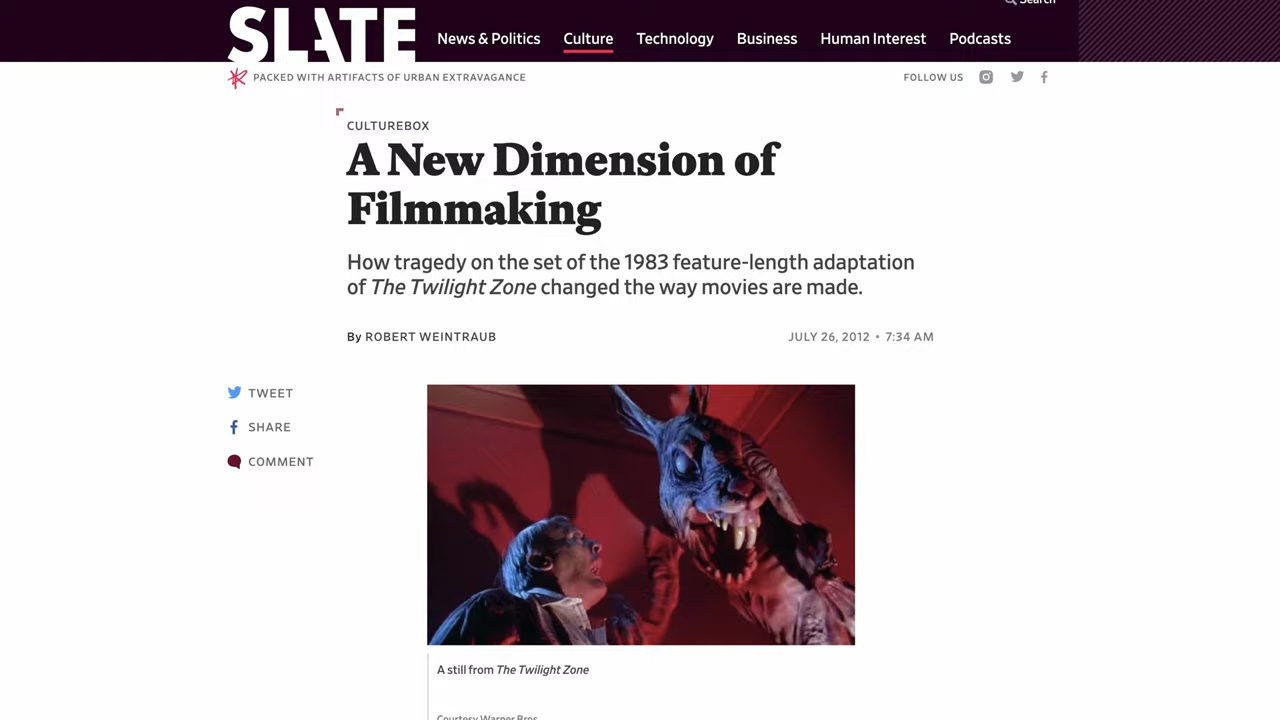 Search
SLATE
News & Politics Culture Technology Business Human Interest Podcasts
PACKED WITH ARTIFACTS OF URBAN EXTRAVAGANCE
FOLLOW US
CULTUREBOX
A New Dimension of
Filmmaking
How tragedy on the set of the 1983 feature-length adaptation
of The Twilight Zone changed the way movies are made.
By ROBERT WEINTRAUB
JULY 26, 2012 • 7:34 AM
TWEET
SHARE
COMMENT
A still from The Twilight Zone
Courtesy Warner Bros.